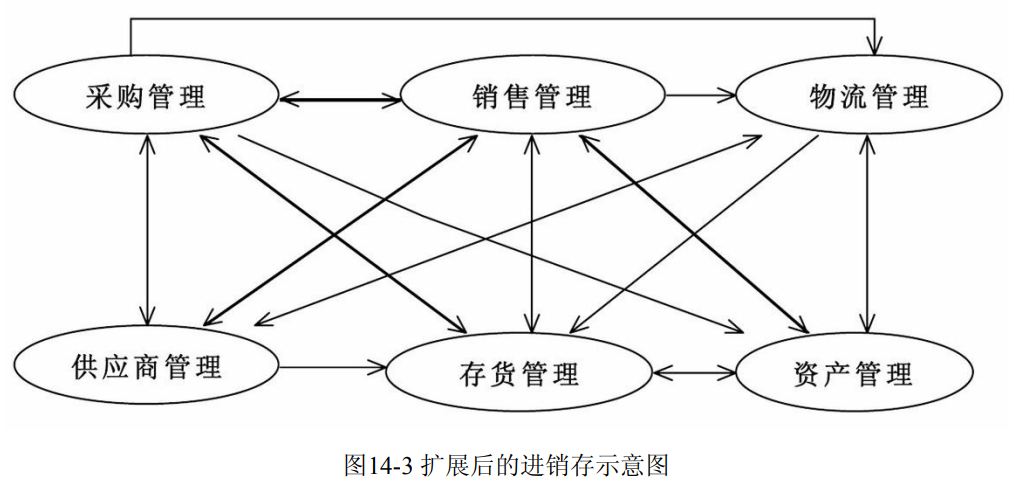 采购管理
销售管理
物流管理
供应商管理
存货管理
资产管理
图14-3 扩展后的进销存示意图